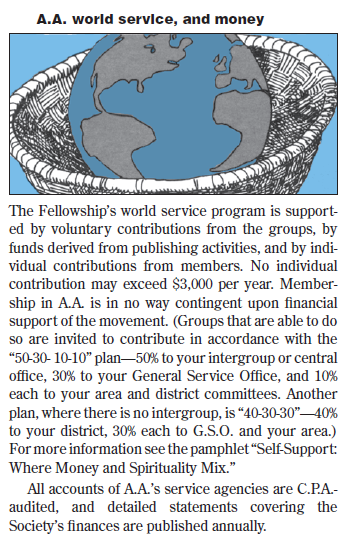 A.A. world service, and money
The Fellowship's world service program is support-
ed by voluntary contributions from the groups, by
funds derived from publishing activities, and by indi-
vidual contributions from members. No individual
contribution may exceed $3,000 per year. Member-
ship in A.A. is in no way contingent upon financial
support of the movement. (Groups that are able to do
so are invited to contribute in accordance with the
“50-30- 10-10” plan—50% to your intergroup or central
office, 30% to your General Service Office, and 10%
each to your area and district committees. Another
plan, where there is no intergroup, is “40-30-30”—40%
to your district, 30% each to G.S.O. and your area.)
For more information see the pamphlet “Self-Support:
Where Money and Spirituality Mix.”
All accounts of A.A.'s service agencies are C.P.A.-
audited, and detailed statements covering the
Society's finances are published annually.